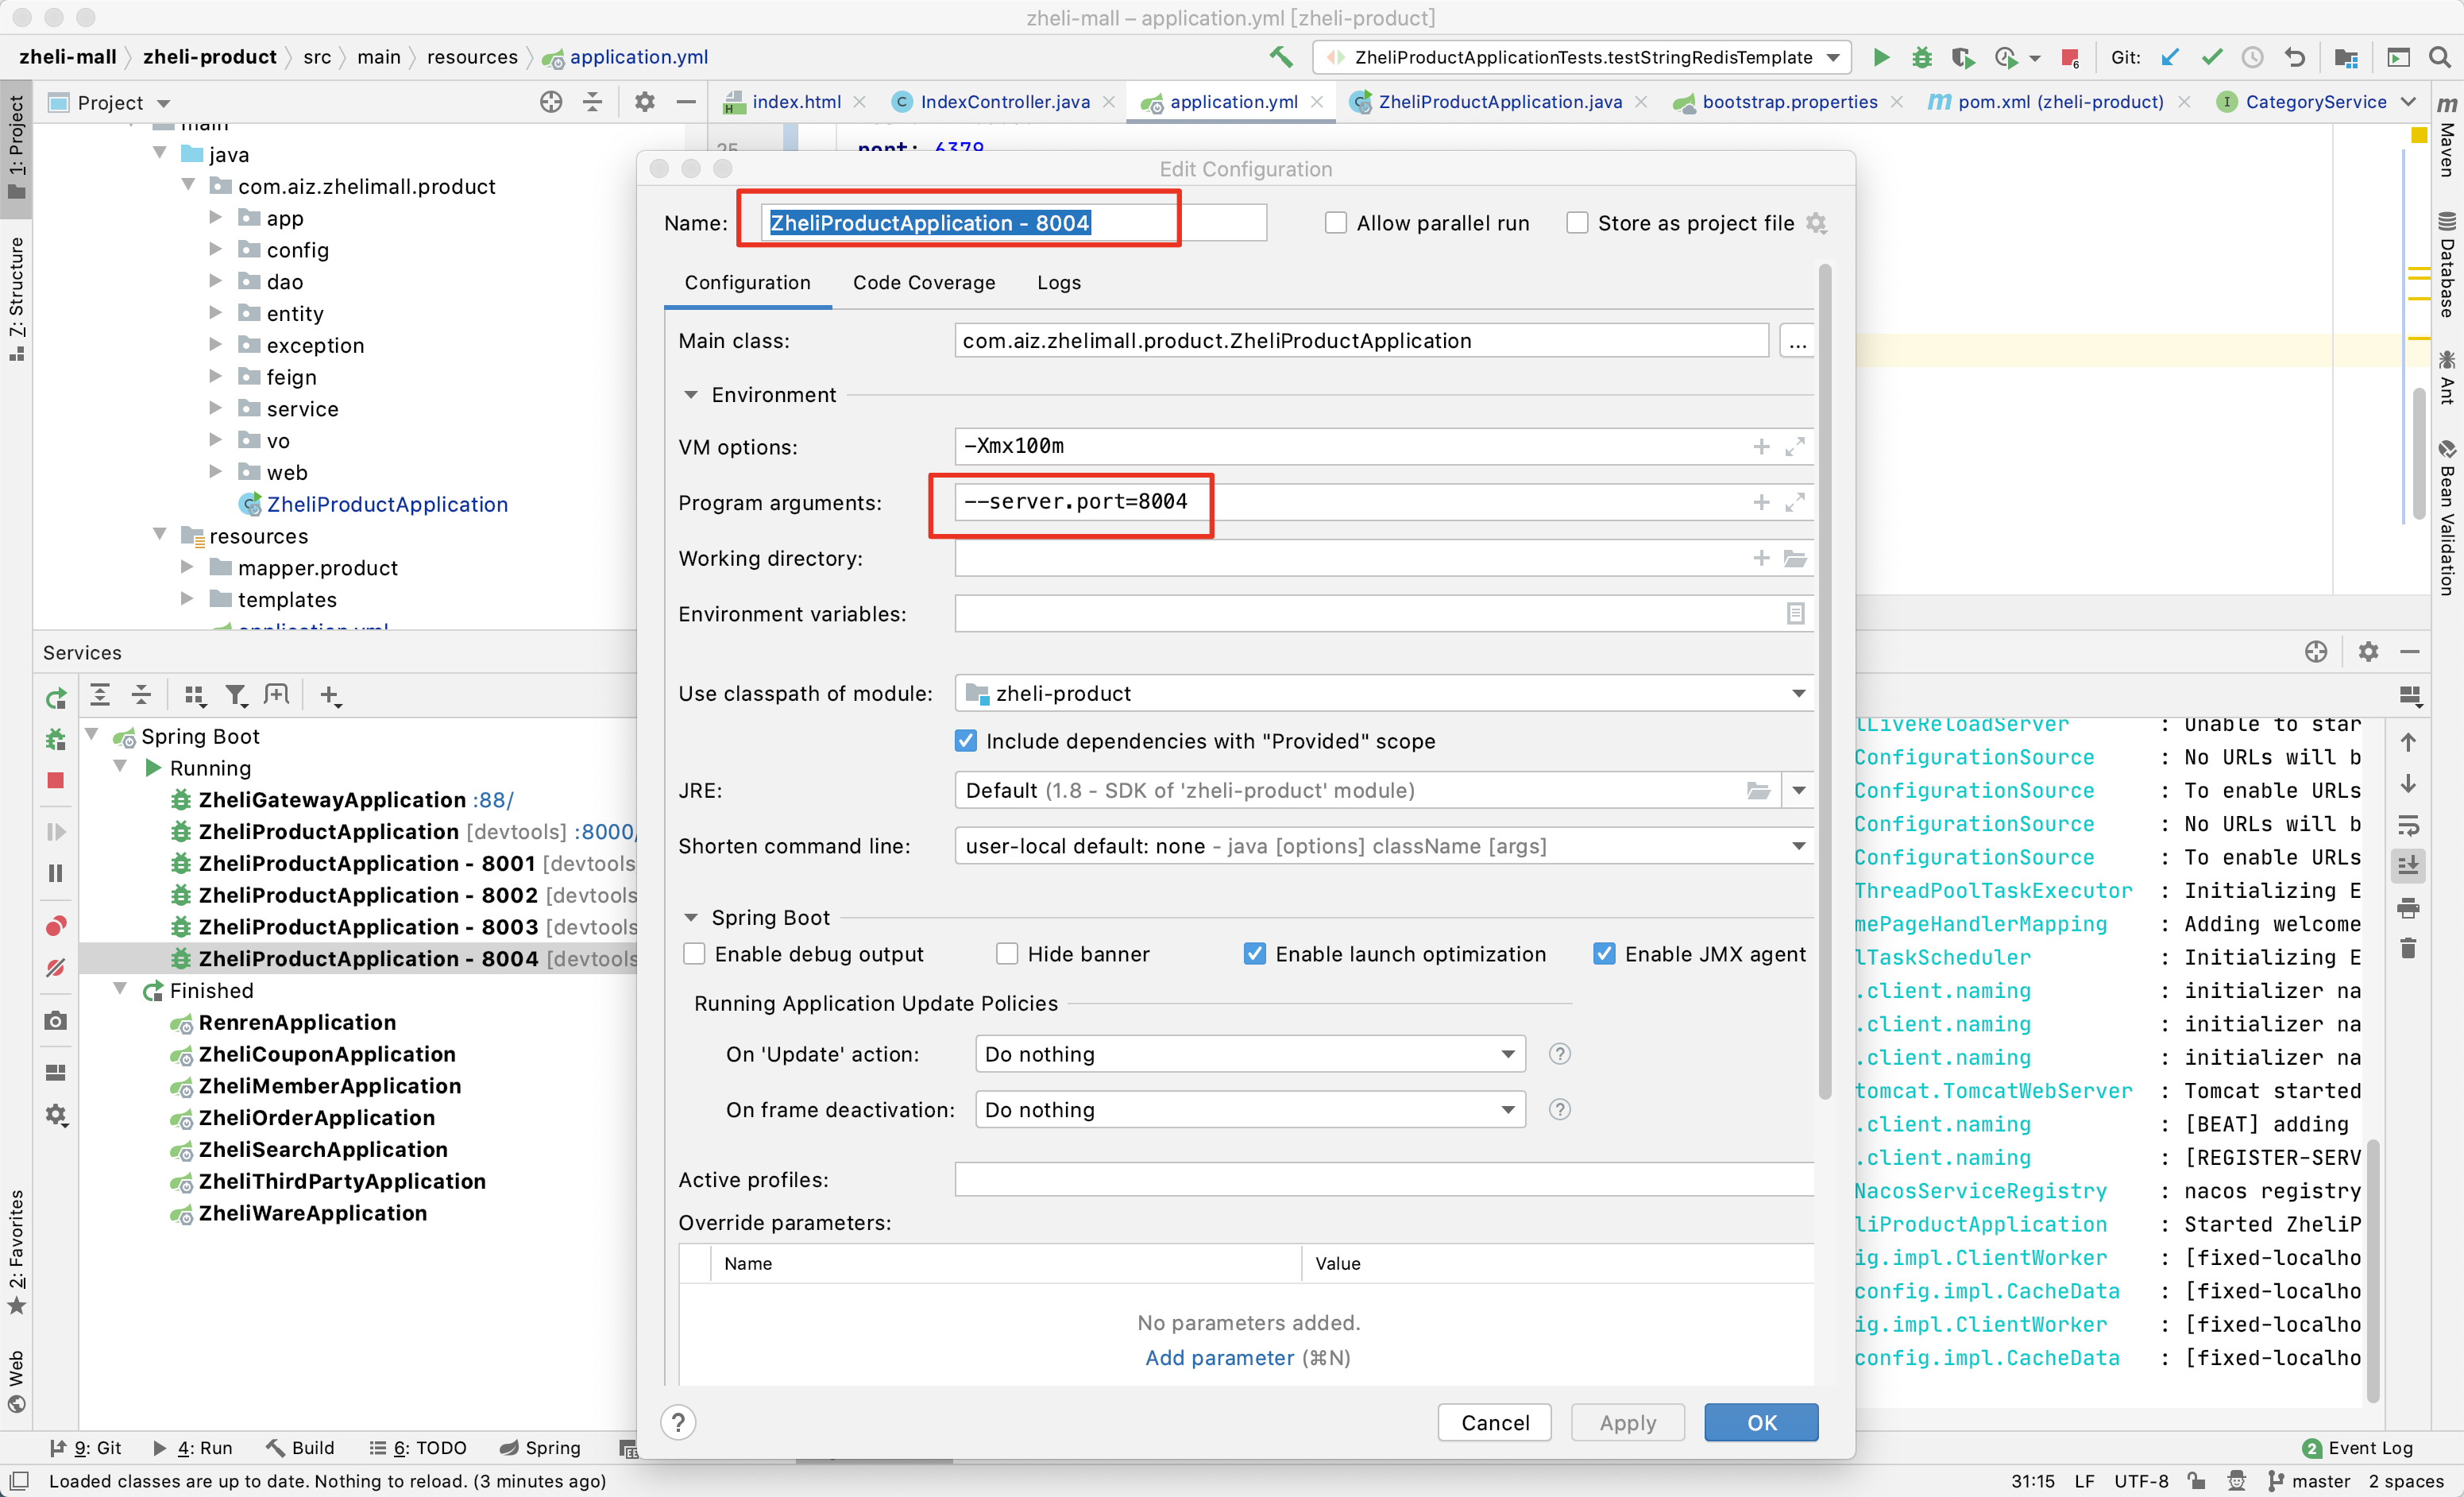 zheli-mall – application.yml [zheli-product]
zheli-mall zheli-product src main resources application.yml
ZheliProductApplicationTests.testStringRedisTemplate
6
Git:
1: Project
Z: Structure
2: Favorites
Web
Project
index.html
IndexController.java
application.yml
ZheliProductApplication.java
bootstrap.properties
pom.xml (zheli-product)
CategoryService
Maven
Database
Ant
Bean Validation
main
java
com.aiz.zhelimall.product
app
config
dao
entity
exception
feign
service
vo
web
ZheliProductApplication
resources
mapper.product
templates
application.yml
25
port: 6379
Edit Configuration
Name: ZheliProductApplication - 8004
Allow parallel run
Store as project file
Configuration
Code Coverage
Logs
Main class: com.aiz.zhelimall.product.ZheliProductApplication ...
Environment
VM options: -Xmx100m
Program arguments: --server.port=8004
Working directory:
Environment variables:
Use classpath of module: zheli-product
Include dependencies with "Provided" scope
JRE: Default (1.8 - SDK of 'zheli-product' module)
Shorten command line: user-local default: none - java [options] className [args]
Spring Boot
Enable debug output
Hide banner
Enable launch optimization
Enable JMX agent
Running Application Update Policies
On 'Update' action: Do nothing ?
On frame deactivation: Do nothing ?
Active profiles:
Override parameters:
Name Value
No parameters added.
Add parameter (⌘N)
?
Cancel
Apply
OK
Services
Spring Boot
Running
ZheliGatewayApplication :88/
ZheliProductApplication [devtools] :8000/
ZheliProductApplication - 8001 [devtools
ZheliProductApplication - 8002 [devtools
ZheliProductApplication - 8003 [devtools
ZheliProductApplication - 8004 [devtools
Finished
RenrenApplication
ZheliCouponApplication
ZheliMemberApplication
ZheliOrderApplication
ZheliSearchApplication
ZheliThirdPartyApplication
ZheliWareApplication
lLiveReloadServer : Unable to star
ConfigurationSource : No URLs will b
ConfigurationSource : To enable URLs
ConfigurationSource : No URLs will b
ConfigurationSource : To enable URLs
ThreadPoolTaskExecutor : Initializing E
mePageHandlerMapping : Adding welcome
lTaskScheduler : Initializing E
.client.naming : initializer na
.client.naming : initializer na
.client.naming : initializer na
tomcat.TomcatWebServer : Tomcat started
.client.naming : [BEAT] adding
.client.naming : [REGISTER-SERV
NacosServiceRegistry : nacos registry
liProductApplication : Started ZheliP
ig.impl.ClientWorker : [fixed-localho
config.impl.CacheData : [fixed-localho
ig.impl.ClientWorker : [fixed-localho
config.impl.CacheData : [fixed-localho
9: Git
4: Run
Build
6: TODO
Spring
2 Event Log
Loaded classes are up to date. Nothing to reload. (3 minutes ago)
31:15 LF UTF-8 master 2 spaces